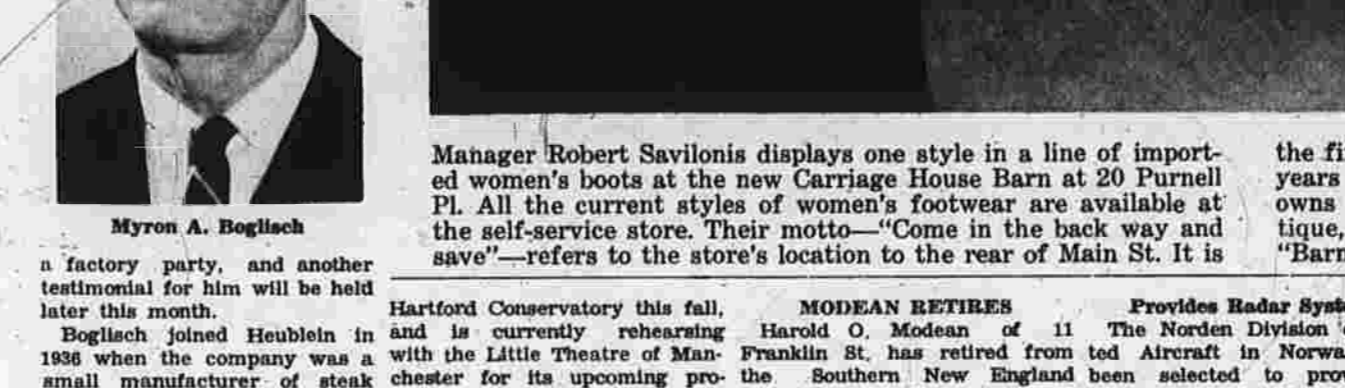 Myron A. Boglisch
a factory party, and another
testimonial for him will be held
later this month.
Boglisch joined Heublein in
1936 when the company was a
small manufacturer of steak
Manager Robert Savilonis displays one style in a line of import-
ed women's boots at the new Carriage House Barn at 20 Purnell
Pl. All the current styles of women's footwear are available at
the self-service store. Their motto—"Come in the back way and
save"—refers to the store's location to the rear of Main St. It is
the
years
owns
tique,
Hartford Conservatory this fall,
and is currently rehearsing
with the Little Theatre of Man-
chester for its upcoming pro-
MODEAN RETIRES
Harold O. Modean of 11
Franklin St. has retired from
the Southern New England
Provides Radar
The Norden Division
ted Aircraft in
been selected to